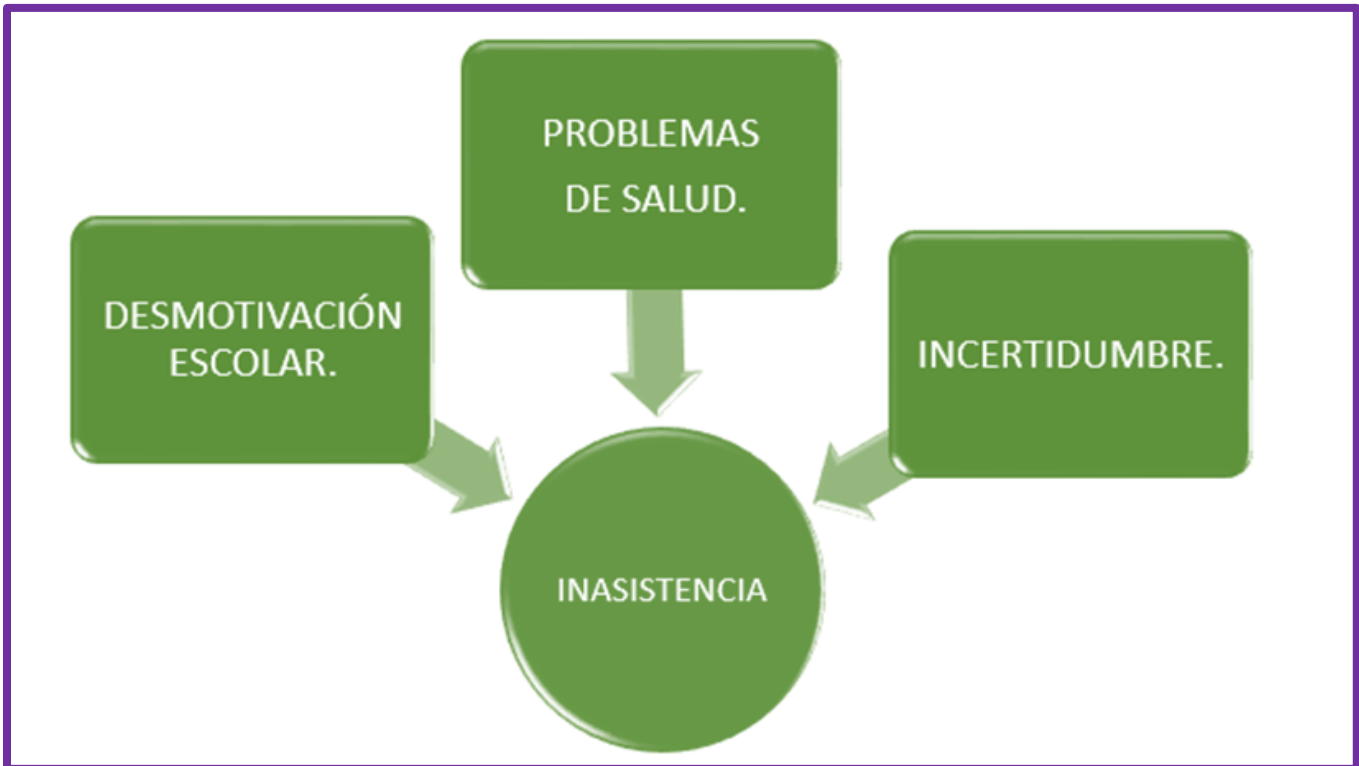 PROBLEMAS
DE SALUD.
DESMOTIVACIÓN
ESCOLAR.
INCERTIDUMBRE.
INASISTENCIA